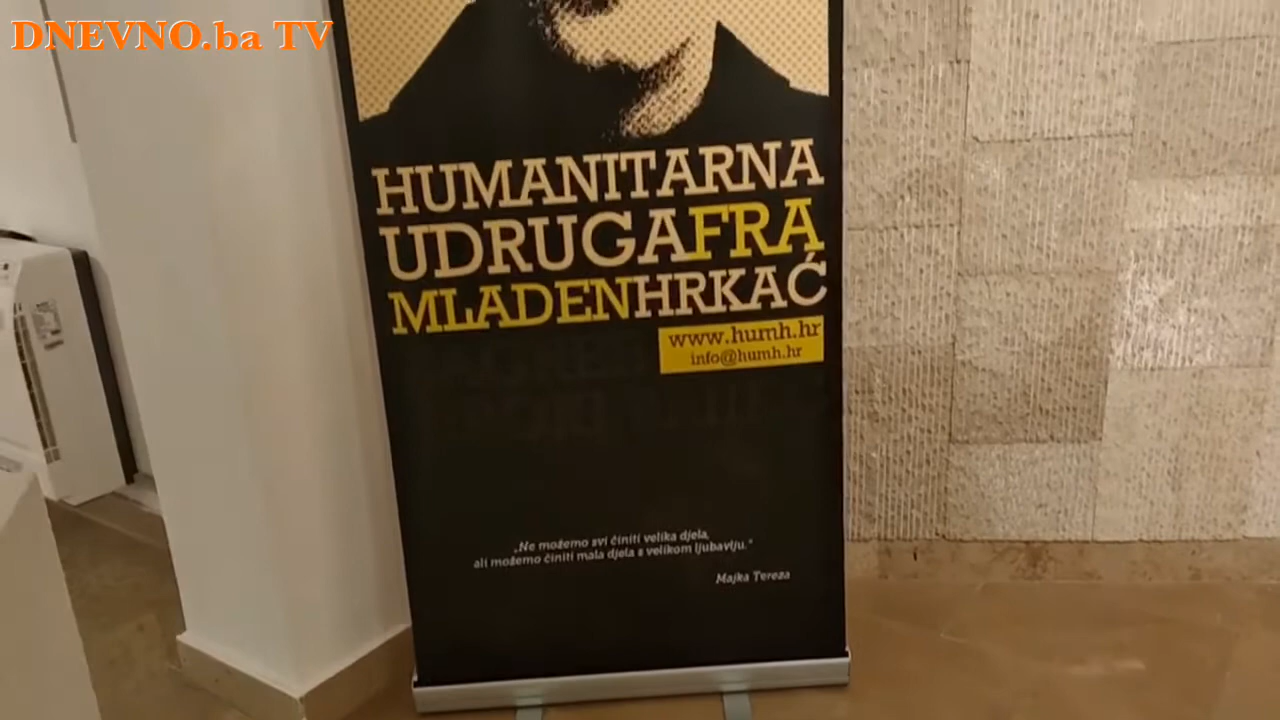 DNEVNO.ba TV
HUMANITARNA
UDRUGAFRA
MLADENHRKAĆ
www.humh.hr
info@humh.hr
„Ne možemo svi činiti velika djela,
ali možemo činiti mala djela s velikom ljubavlju."
Majka Tereza